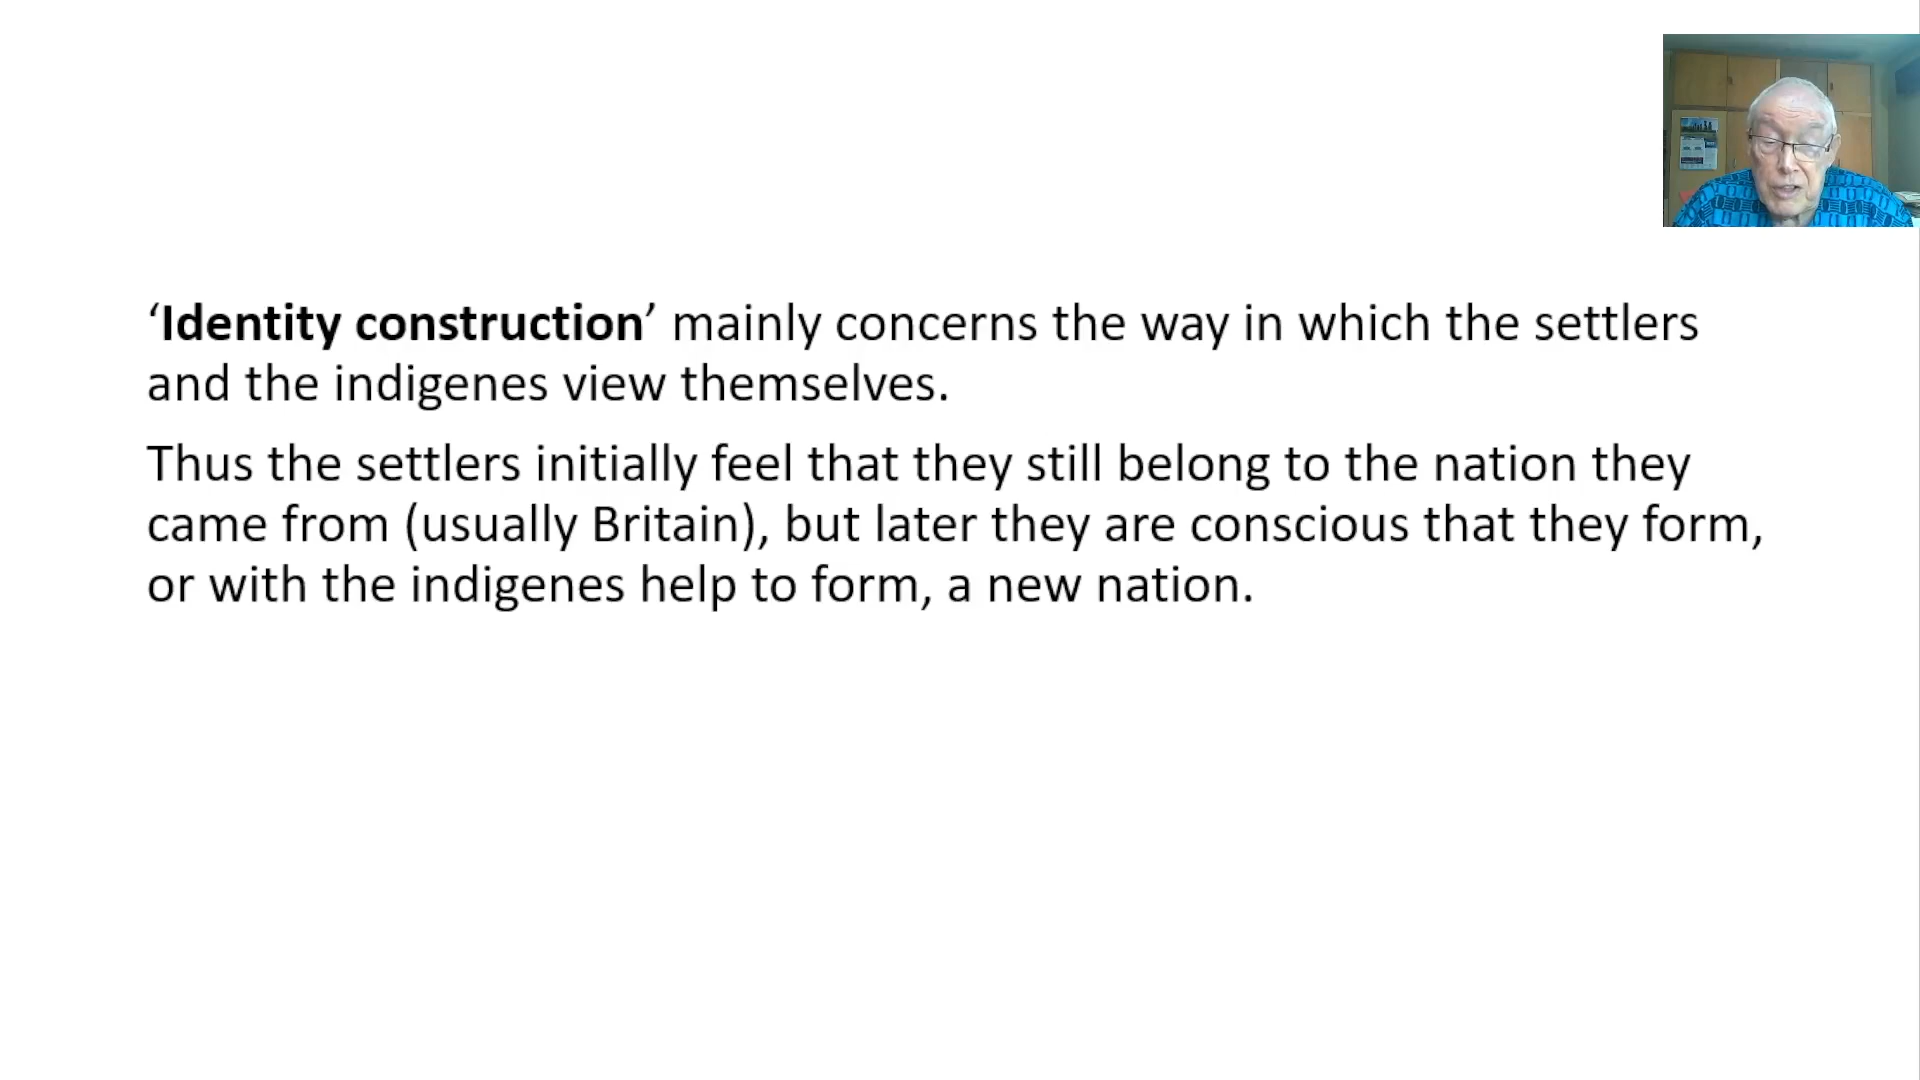 ‘Identity construction’ mainly concerns the way in which the settlers
and the indigenes view themselves.
Thus the settlers initially feel that they still belong to the nation they
came from (usually Britain), but later they are conscious that they form,
or with the indigenes help to form, a new nation.